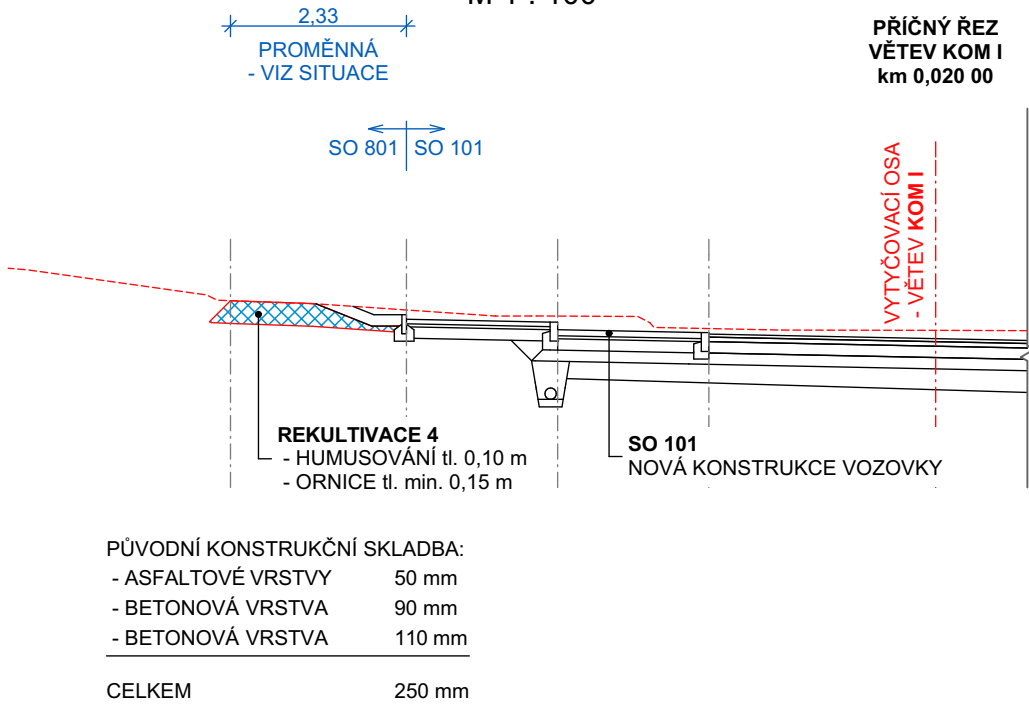 M 1 : 100
2,33
PROMĚNNÁ
- VIZ SITUACE
PŘÍČNÝ ŘEZ
VĚTEV KOM I
km 0,020 00
SO 801
SO 101
VYTYČOVACÍ OSA
- VĚTEV KOM I
REKULTIVACE 4
- HUMUSOVÁNÍ tl. 0,10 m
- ORNICE tl. min. 0,15 m
SO 101
NOVÁ KONSTRUKCE VOZOVKY
PŮVODNÍ KONSTRUKČNÍ SKLADBA:
- ASFALTOVÉ VRSTVY 50 mm
- BETONOVÁ VRSTVA 90 mm
- BETONOVÁ VRSTVA 110 mm
CELKEM 250 mm